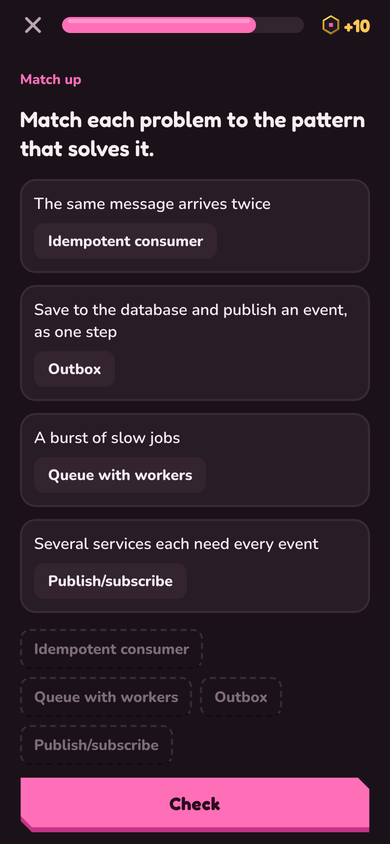 +10
Match up
Match each problem to the pattern
that solves it.
The same message arrives twice
Idempotent consumer
Save to the database and publish an event,
as one step
Outbox
A burst of slow jobs
Queue with workers
Several services each need every event
Publish/subscribe
Idempotent consumer
Queue with workers
Outbox
Publish/subscribe
Check